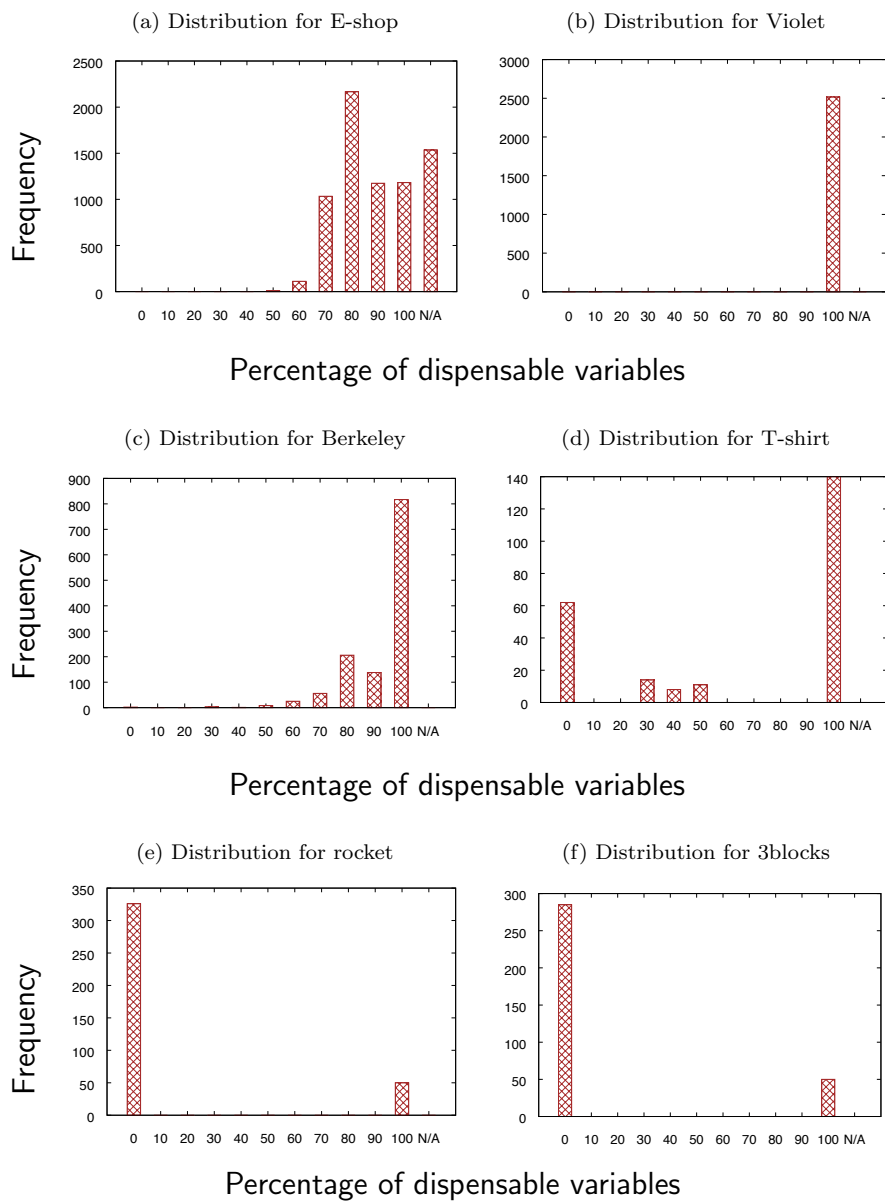 (a) Distribution for E-shop
(b) Distribution for Violet
Frequency
2500
2000
1500
1000
500
0
0 10 20 30 40 50 60 70 80 90 100 N/A
3000
2500
2000
1500
1000
500
0
0 10 20 30 40 50 60 70 80 90 100 N/A
Percentage of dispensable variables
(c) Distribution for Berkeley
(d) Distribution for T-shirt
Frequency
900
800
700
600
500
400
300
200
100
0
0 10 20 30 40 50 60 70 80 90 100 N/A
140
120
100
80
60
40
20
0
0 10 20 30 40 50 60 70 80 90 100 N/A
Percentage of dispensable variables
(e) Distribution for rocket
(f) Distribution for 3blocks
Frequency
350
300
250
200
150
100
50
0
0 10 20 30 40 50 60 70 80 90 100 N/A
300
250
200
150
100
50
0
0 10 20 30 40 50 60 70 80 90 100 N/A
Percentage of dispensable variables